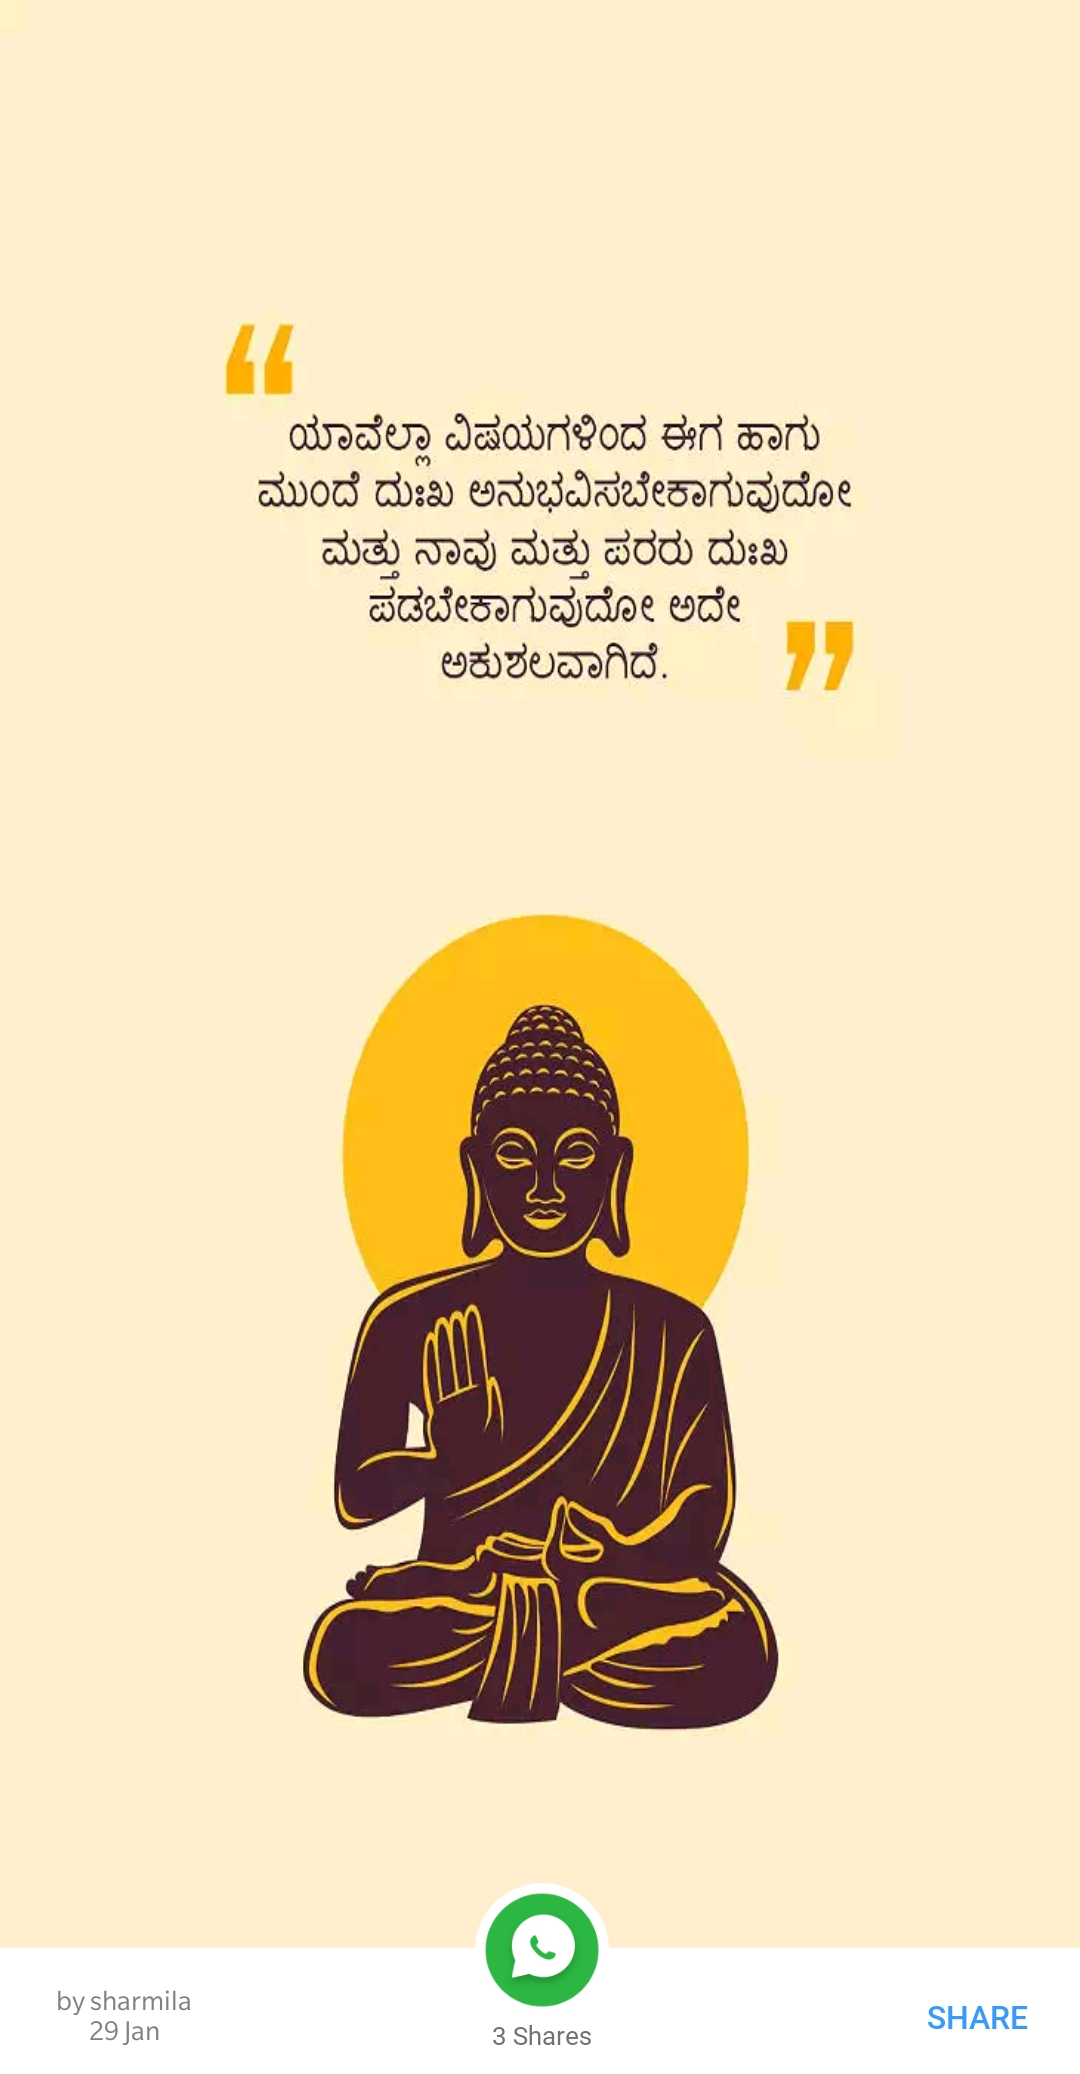 “
ಯಾವೆಲ್ಲಾ ವಿಷಯಗಳಿಂದ ಈಗ ಹಾಗು
ಮುಂದೆ ದುಃಖ ಅನುಭವಿಸಬೇಕಾಗುವುದೋ
ಮತ್ತು ನಾವು ಮತ್ತು ಪರರು ದುಃಖ
ಪಡಬೇಕಾಗುವುದೋ ಅದೇ
ಅಕುಶಲವಾಗಿದೆ.
”
by sharmila
29 Jan
3 Shares
SHARE